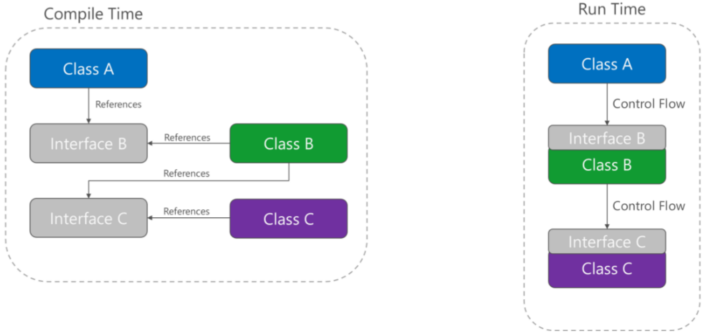 Compile Time
Class A
References
Interface B
References
Class B
References
Interface C
References
Class C
Run Time
Class A
Control Flow
Interface B
Class B
Control Flow
Interface C
Class C